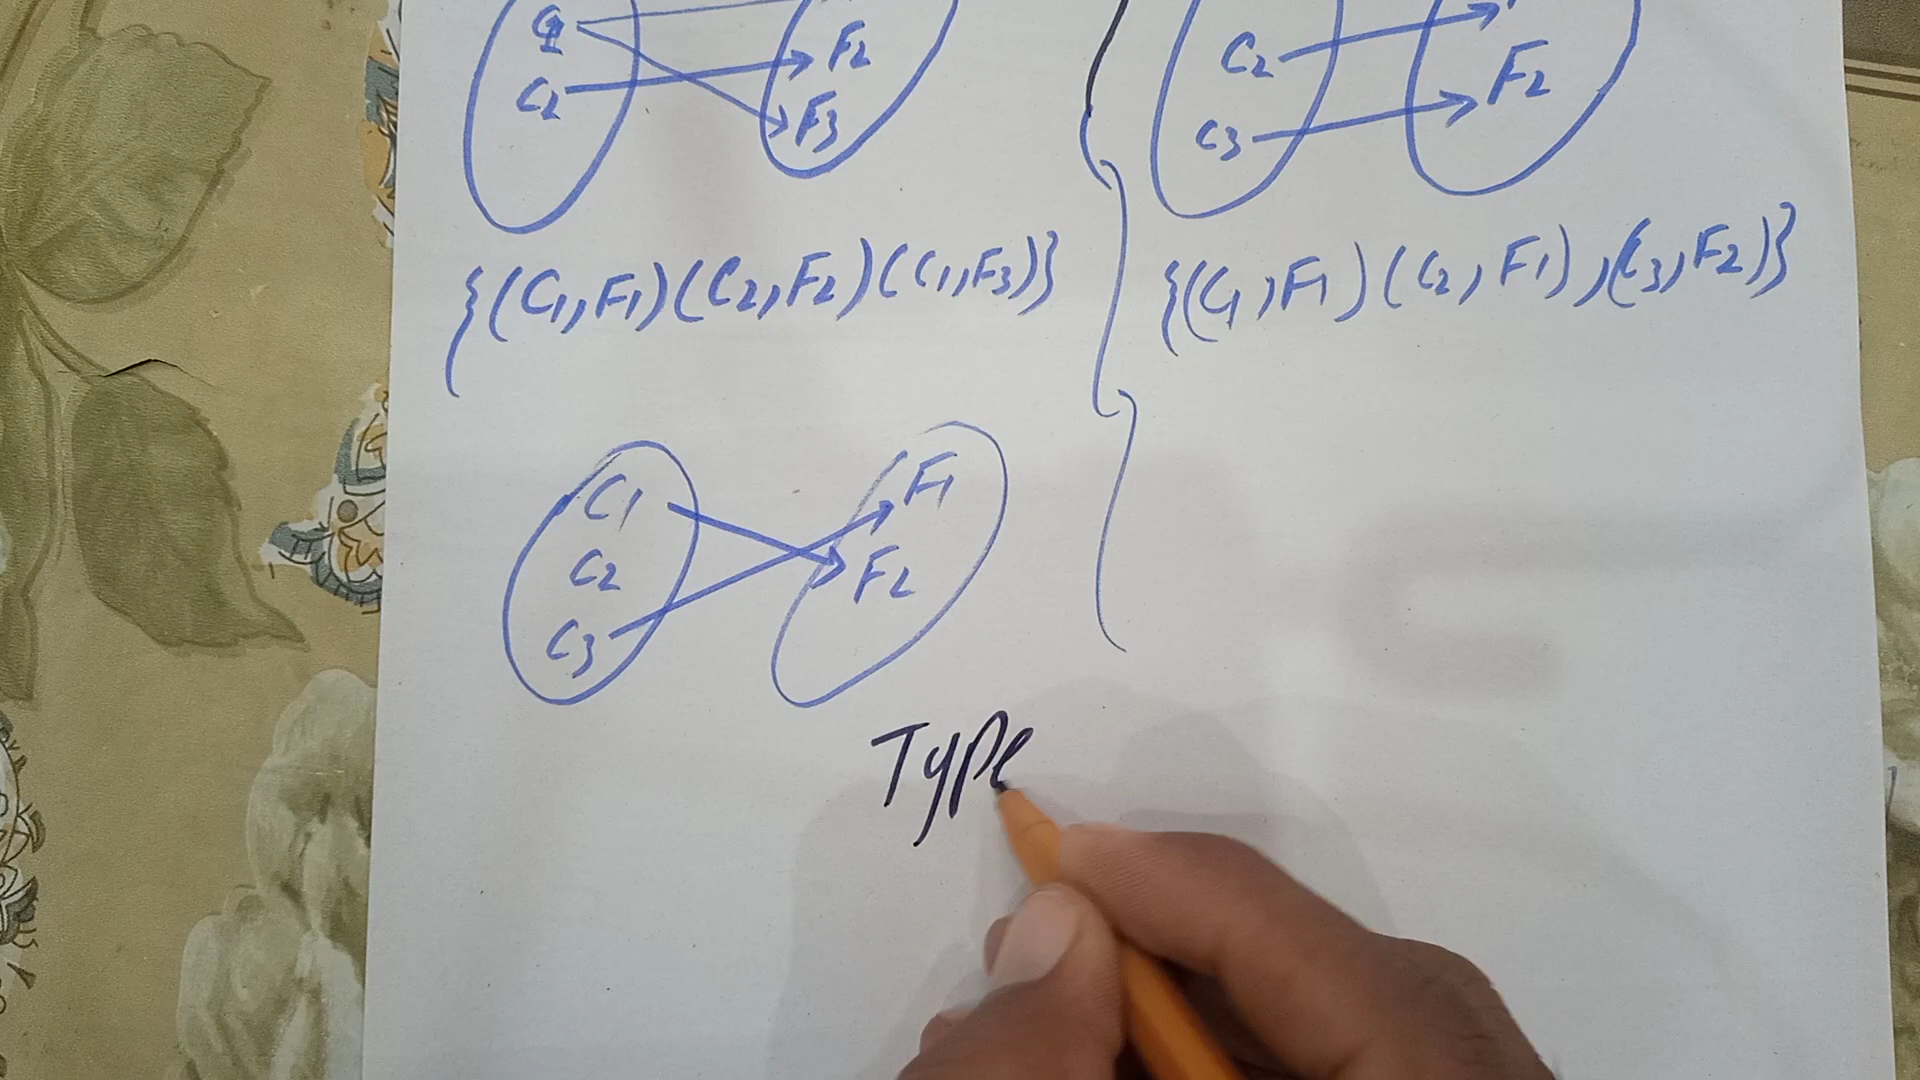 C1 F2
C2 F3
C2 F2
C3
{(C1,F1)(C2,F2)(C1,F3)}
{(C1,F1)(C2,F1),(C3,F2)}
C1 F1
C2 F2
C3
Type